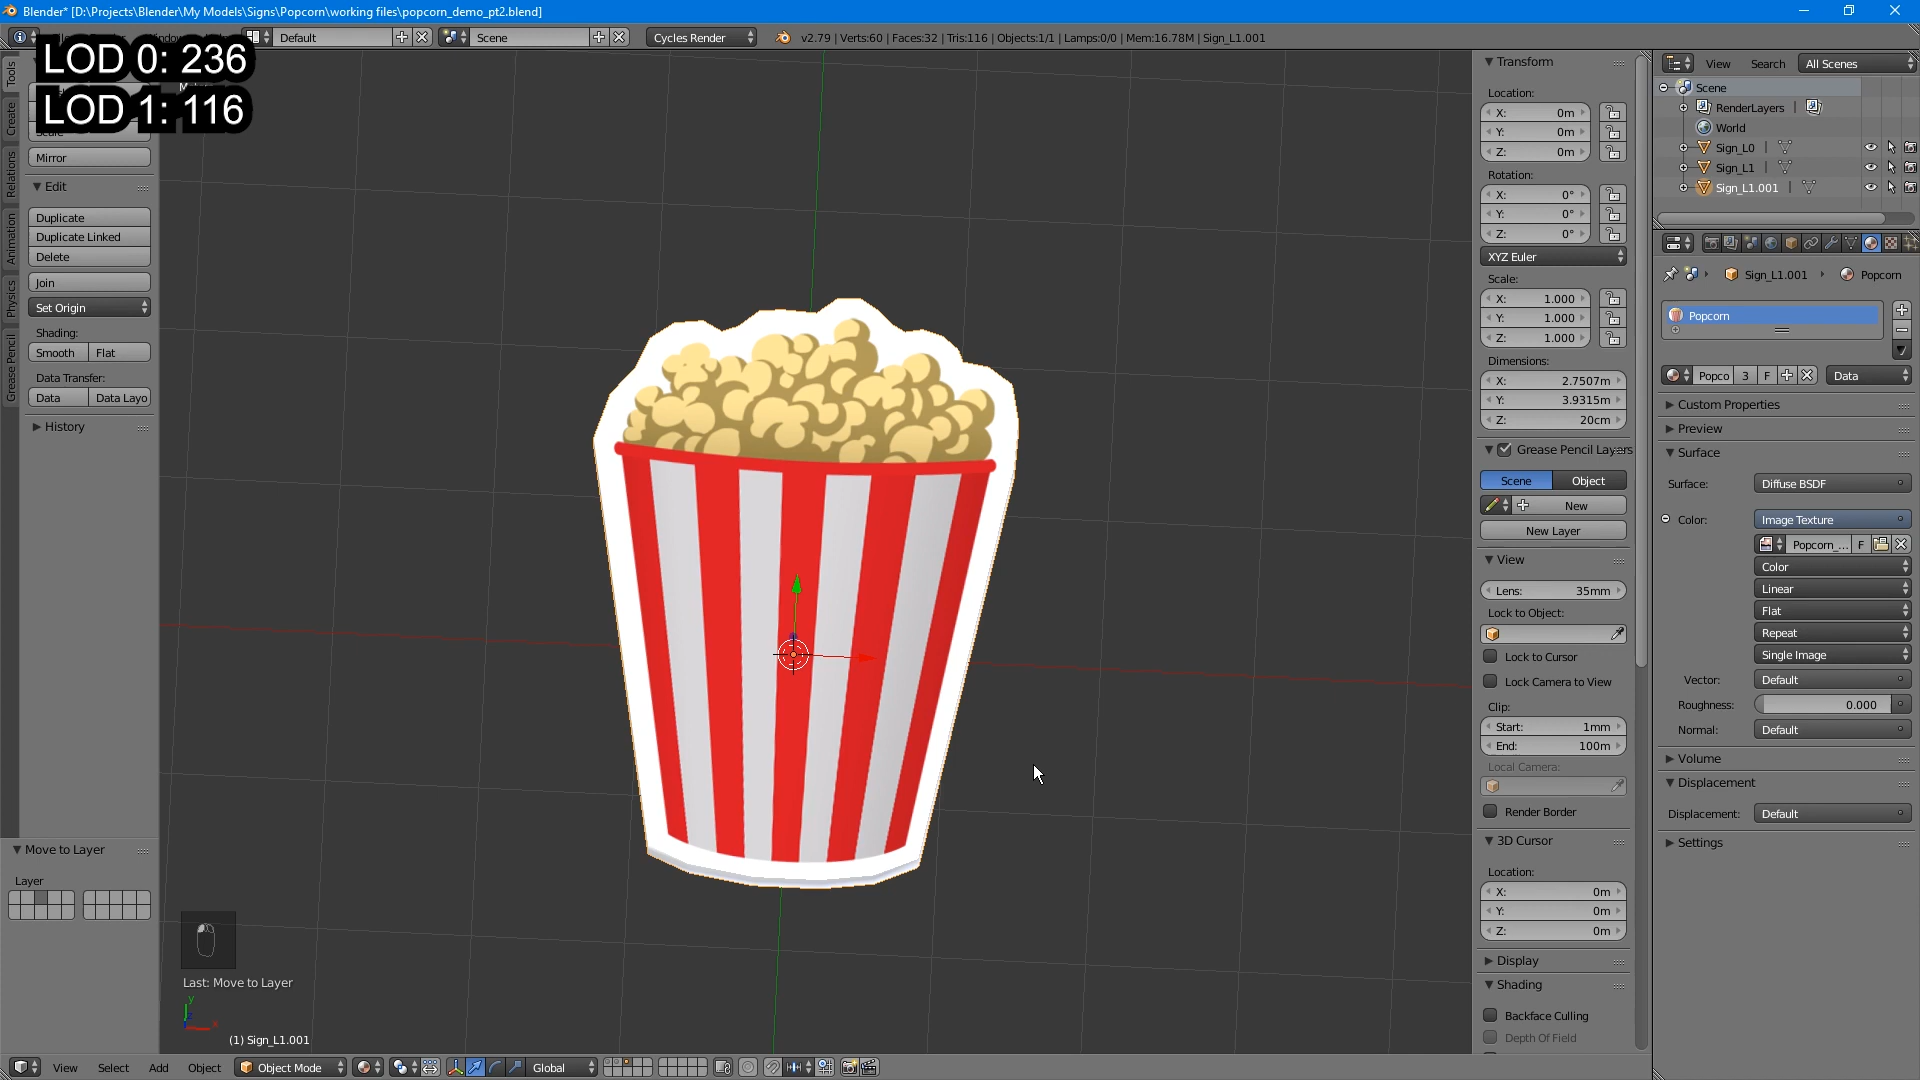 Blender* [D:\Projects\Blender\My Models\Signs\Popcorn\working files\popcorn_demo_pt2.blend]
Default
Scene
Cycles Render
v2.79 | Verts:60 | Faces:32 | Tris:116 | Objects:1/1 | Lamps:0/0 | Mem:16.78M | Sign_L1.001
LOD 0: 236
LOD 1: 116
Tools
Create
Relations
Animation
Physics
Grease Pencil
Scale
Mirror
Edit
Duplicate
Duplicate Linked
Delete
Join
Set Origin
Shading:
Smooth
Flat
Data Transfer:
Data
Data Layo
History
Move to Layer
Layer
Last: Move to Layer
y
x
(1) Sign_L1.001
View
Select
Add
Object
Object Mode
Global
Transform
Location:
X: 0m
Y: 0m
Z: 0m
Rotation:
X: 0°
Y: 0°
Z: 0°
XYZ Euler
Scale:
X: 1.000
Y: 1.000
Z: 1.000
Dimensions:
X: 2.7507m
Y: 3.9315m
Z: 20cm
Grease Pencil Layers
Scene
Object
New
New Layer
View
Lens: 35mm
Lock to Object:
Lock to Cursor
Lock Camera to View
Clip:
Start: 1mm
End: 100m
Local Camera:
Render Border
3D Cursor
Location:
X: 0m
Y: 0m
Z: 0m
Display
Shading
Backface Culling
Depth Of Field
View
Search
All Scenes
Scene
RenderLayers
World
Sign_L0
Sign_L1
Sign_L1.001
Sign_L1.001
Popcorn
Popcorn
Popco
3
F
Data
Custom Properties
Preview
Surface
Surface: Diffuse BSDF
Color: Image Texture
Popcorn_...
F
Color
Linear
Flat
Repeat
Single Image
Vector: Default
Roughness: 0.000
Normal: Default
Volume
Displacement
Displacement: Default
Settings